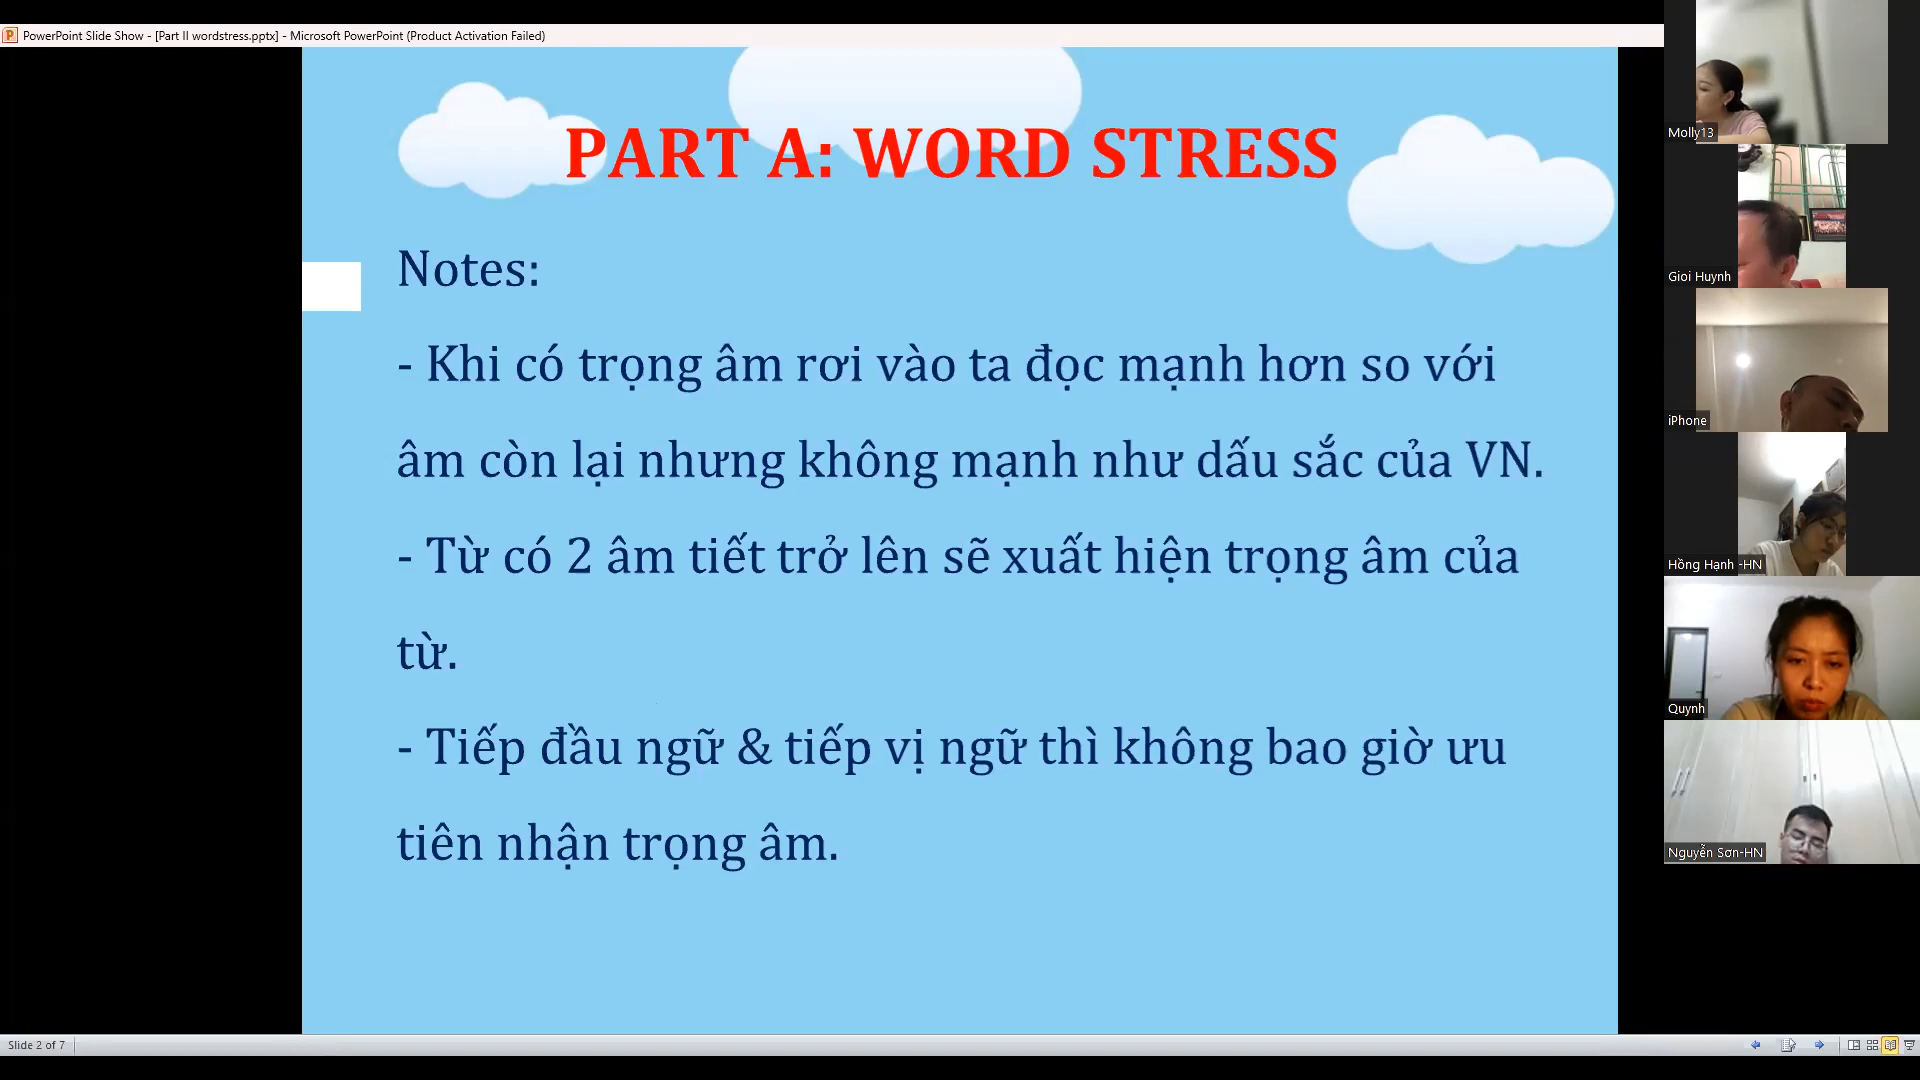 PowerPoint Slide Show - [Part II wordstress.pptx] - Microsoft PowerPoint (Product Activation Failed)
PART A: WORD STRESS
Notes:
- Khi có trọng âm rơi vào ta đọc mạnh hơn so với
âm còn lại nhưng không mạnh như dấu sắc của VN.
- Từ có 2 âm tiết trở lên sẽ xuất hiện trọng âm của
từ.
- Tiếp đầu ngữ & tiếp vị ngữ thì không bao giờ ưu
tiên nhận trọng âm.
Slide 2 of 7
Molly13
Gioi Huynh
iPhone
Hồng Hạnh -HN
Quynh
Nguyễn Sơn-HN